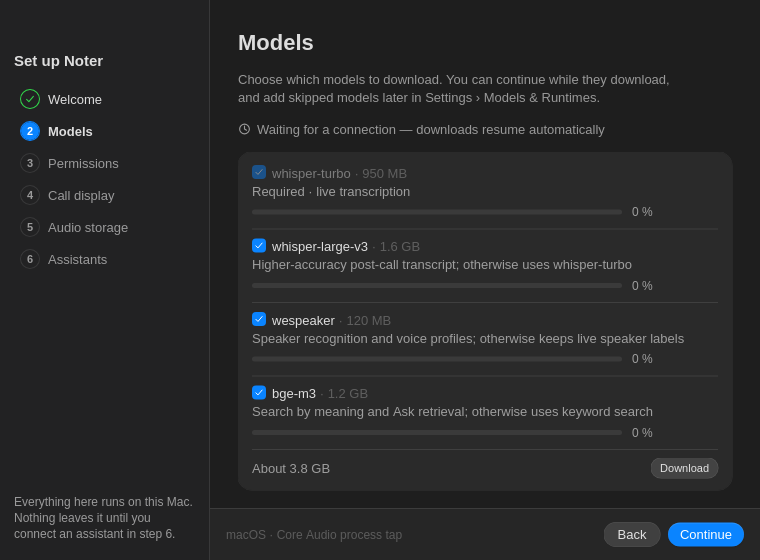 Set up Noter
Welcome
2 Models
3 Permissions
4 Call display
5 Audio storage
6 Assistants
Everything here runs on this Mac.
Nothing leaves it until you
connect an assistant in step 6.
Models
Choose which models to download. You can continue while they download,
and add skipped models later in Settings › Models & Runtimes.
Waiting for a connection — downloads resume automatically
whisper-turbo · 950 MB
Required · live transcription
0 %
whisper-large-v3 · 1.6 GB
Higher-accuracy post-call transcript; otherwise uses whisper-turbo
0 %
wespeaker · 120 MB
Speaker recognition and voice profiles; otherwise keeps live speaker labels
0 %
bge-m3 · 1.2 GB
Search by meaning and Ask retrieval; otherwise uses keyword search
0 %
About 3.8 GB
Download
macOS · Core Audio process tap
Back
Continue